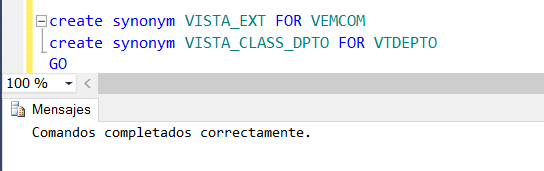 create synonym VISTA_EXT FOR VEMCOM
create synonym VISTA_CLASS_DPTO FOR VTDEPTO
GO
100 %
Mensajes
Comandos completados correctamente.